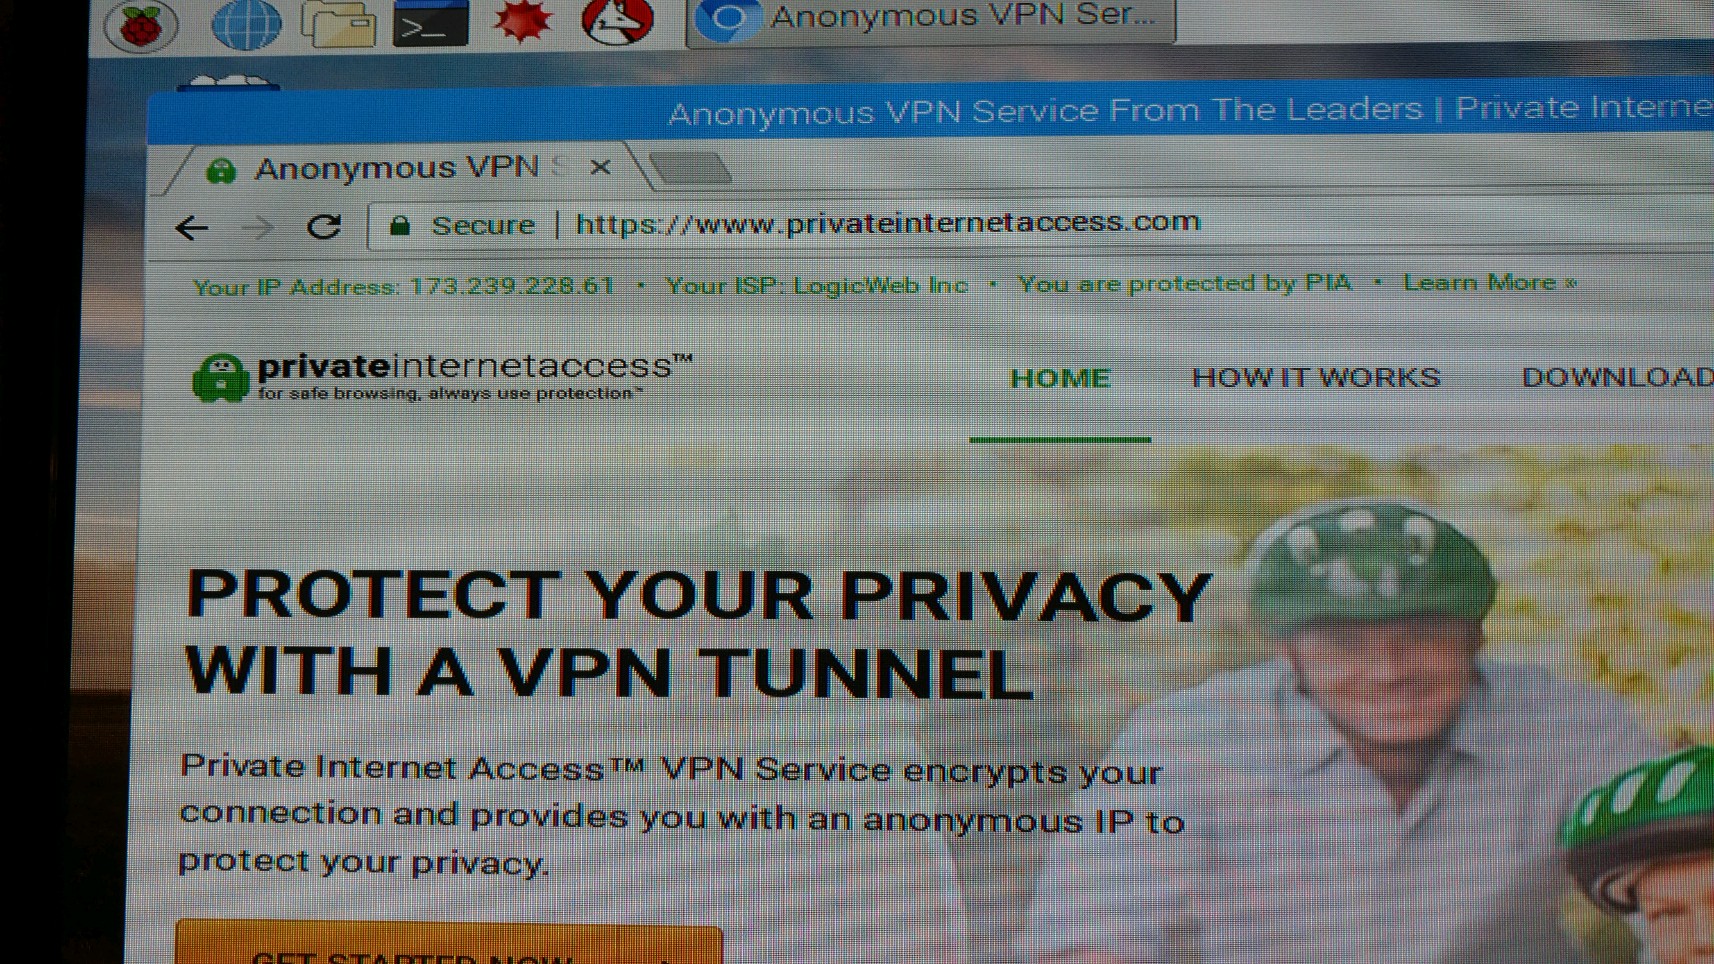 Anonymous VPN Ser...
Anonymous VPN Service From The Leaders | Private Interne
Anonymous VPN S
Secure | https://www.privateinternetaccess.com
Your IP Address: 173.239.228.61 · Your ISP: LogicWeb Inc · You are protected by PIA · Learn More »
privateinternetaccess™
for safe browsing, always use protection™
HOME HOW IT WORKS DOWNLOAD
PROTECT YOUR PRIVACY
WITH A VPN TUNNEL
Private Internet Access™ VPN Service encrypts your
connection and provides you with an anonymous IP to
protect your privacy.
GET STARTED NOW